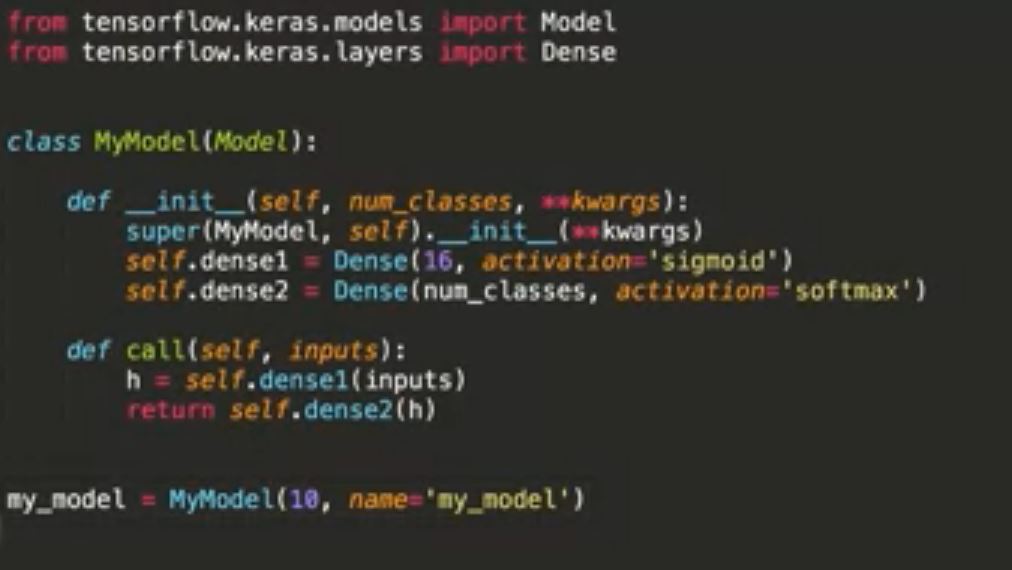 from tensorflow.keras.models import Model
from tensorflow.keras.layers import Dense
class MyModel(Model):
def __init__(self, num_classes, **kwargs):
super(MyModel, self).__init__(**kwargs)
self.dense1 = Dense(16, activation='sigmoid')
self.dense2 = Dense(num_classes, activation='softmax')
def call(self, inputs):
h = self.dense1(inputs)
return self.dense2(h)
my_model = MyModel(10, name='my_model')